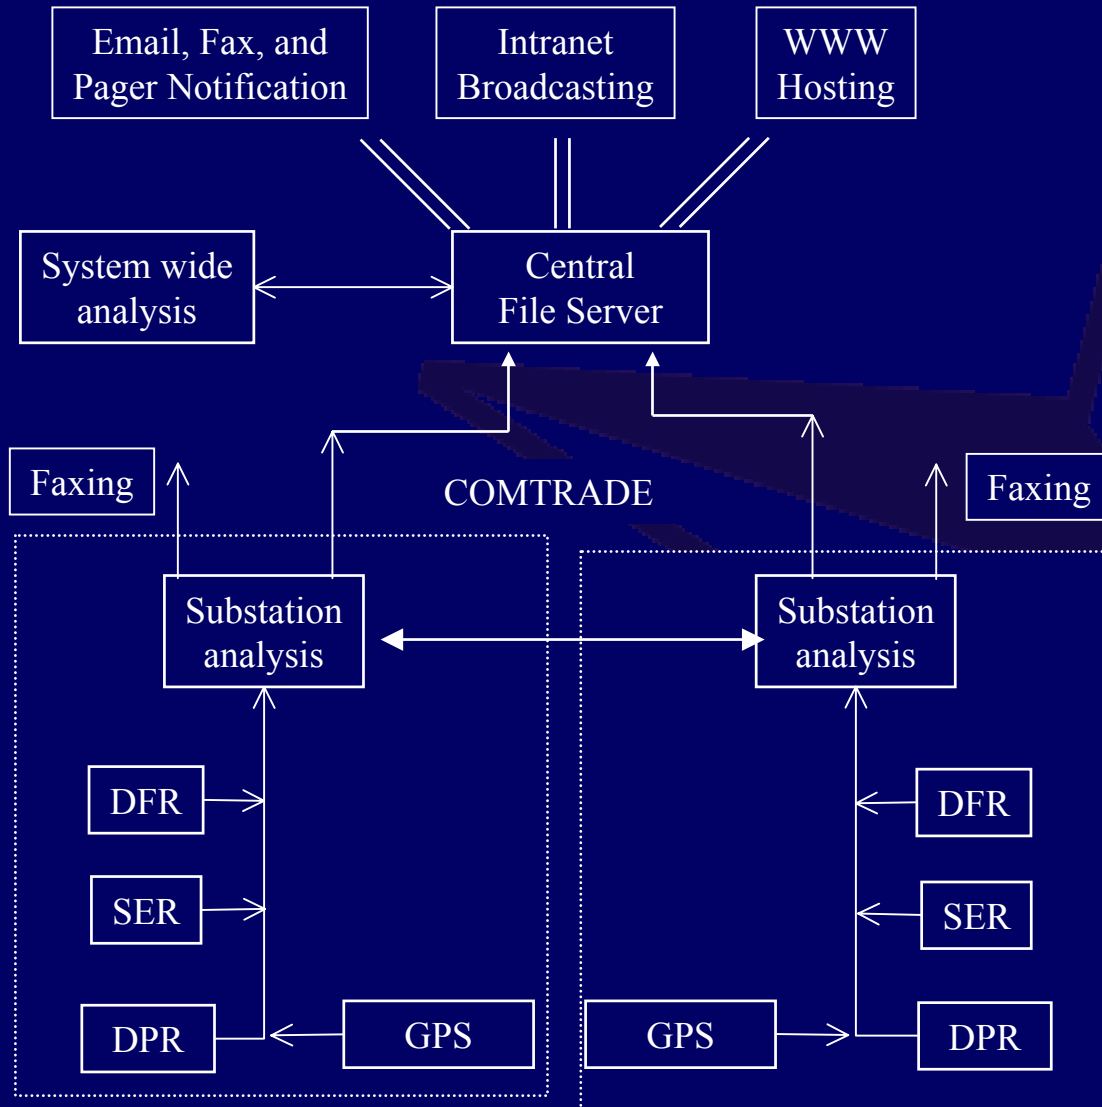 Email, Fax, and
Pager Notification
Intranet
Broadcasting
WWW
Hosting
System wide
analysis
Central
File Server
Faxing
COMTRADE
Faxing
Substation
analysis
Substation
analysis
DFR
DFR
SER
SER
DPR
GPS
GPS
DPR